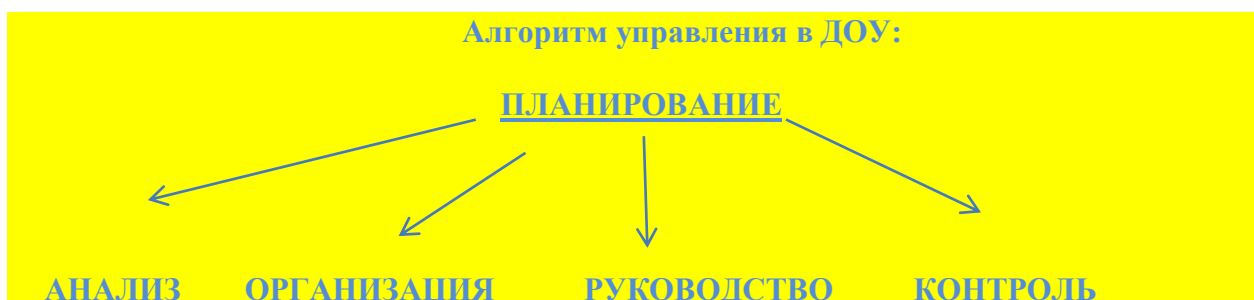 Алгоритм управления в ДОУ:
ПЛАНИРОВАНИЕ
АНАЛИЗ ОРГАНИЗАЦИЯ РУКОВОДСТВО КОНТРОЛЬ